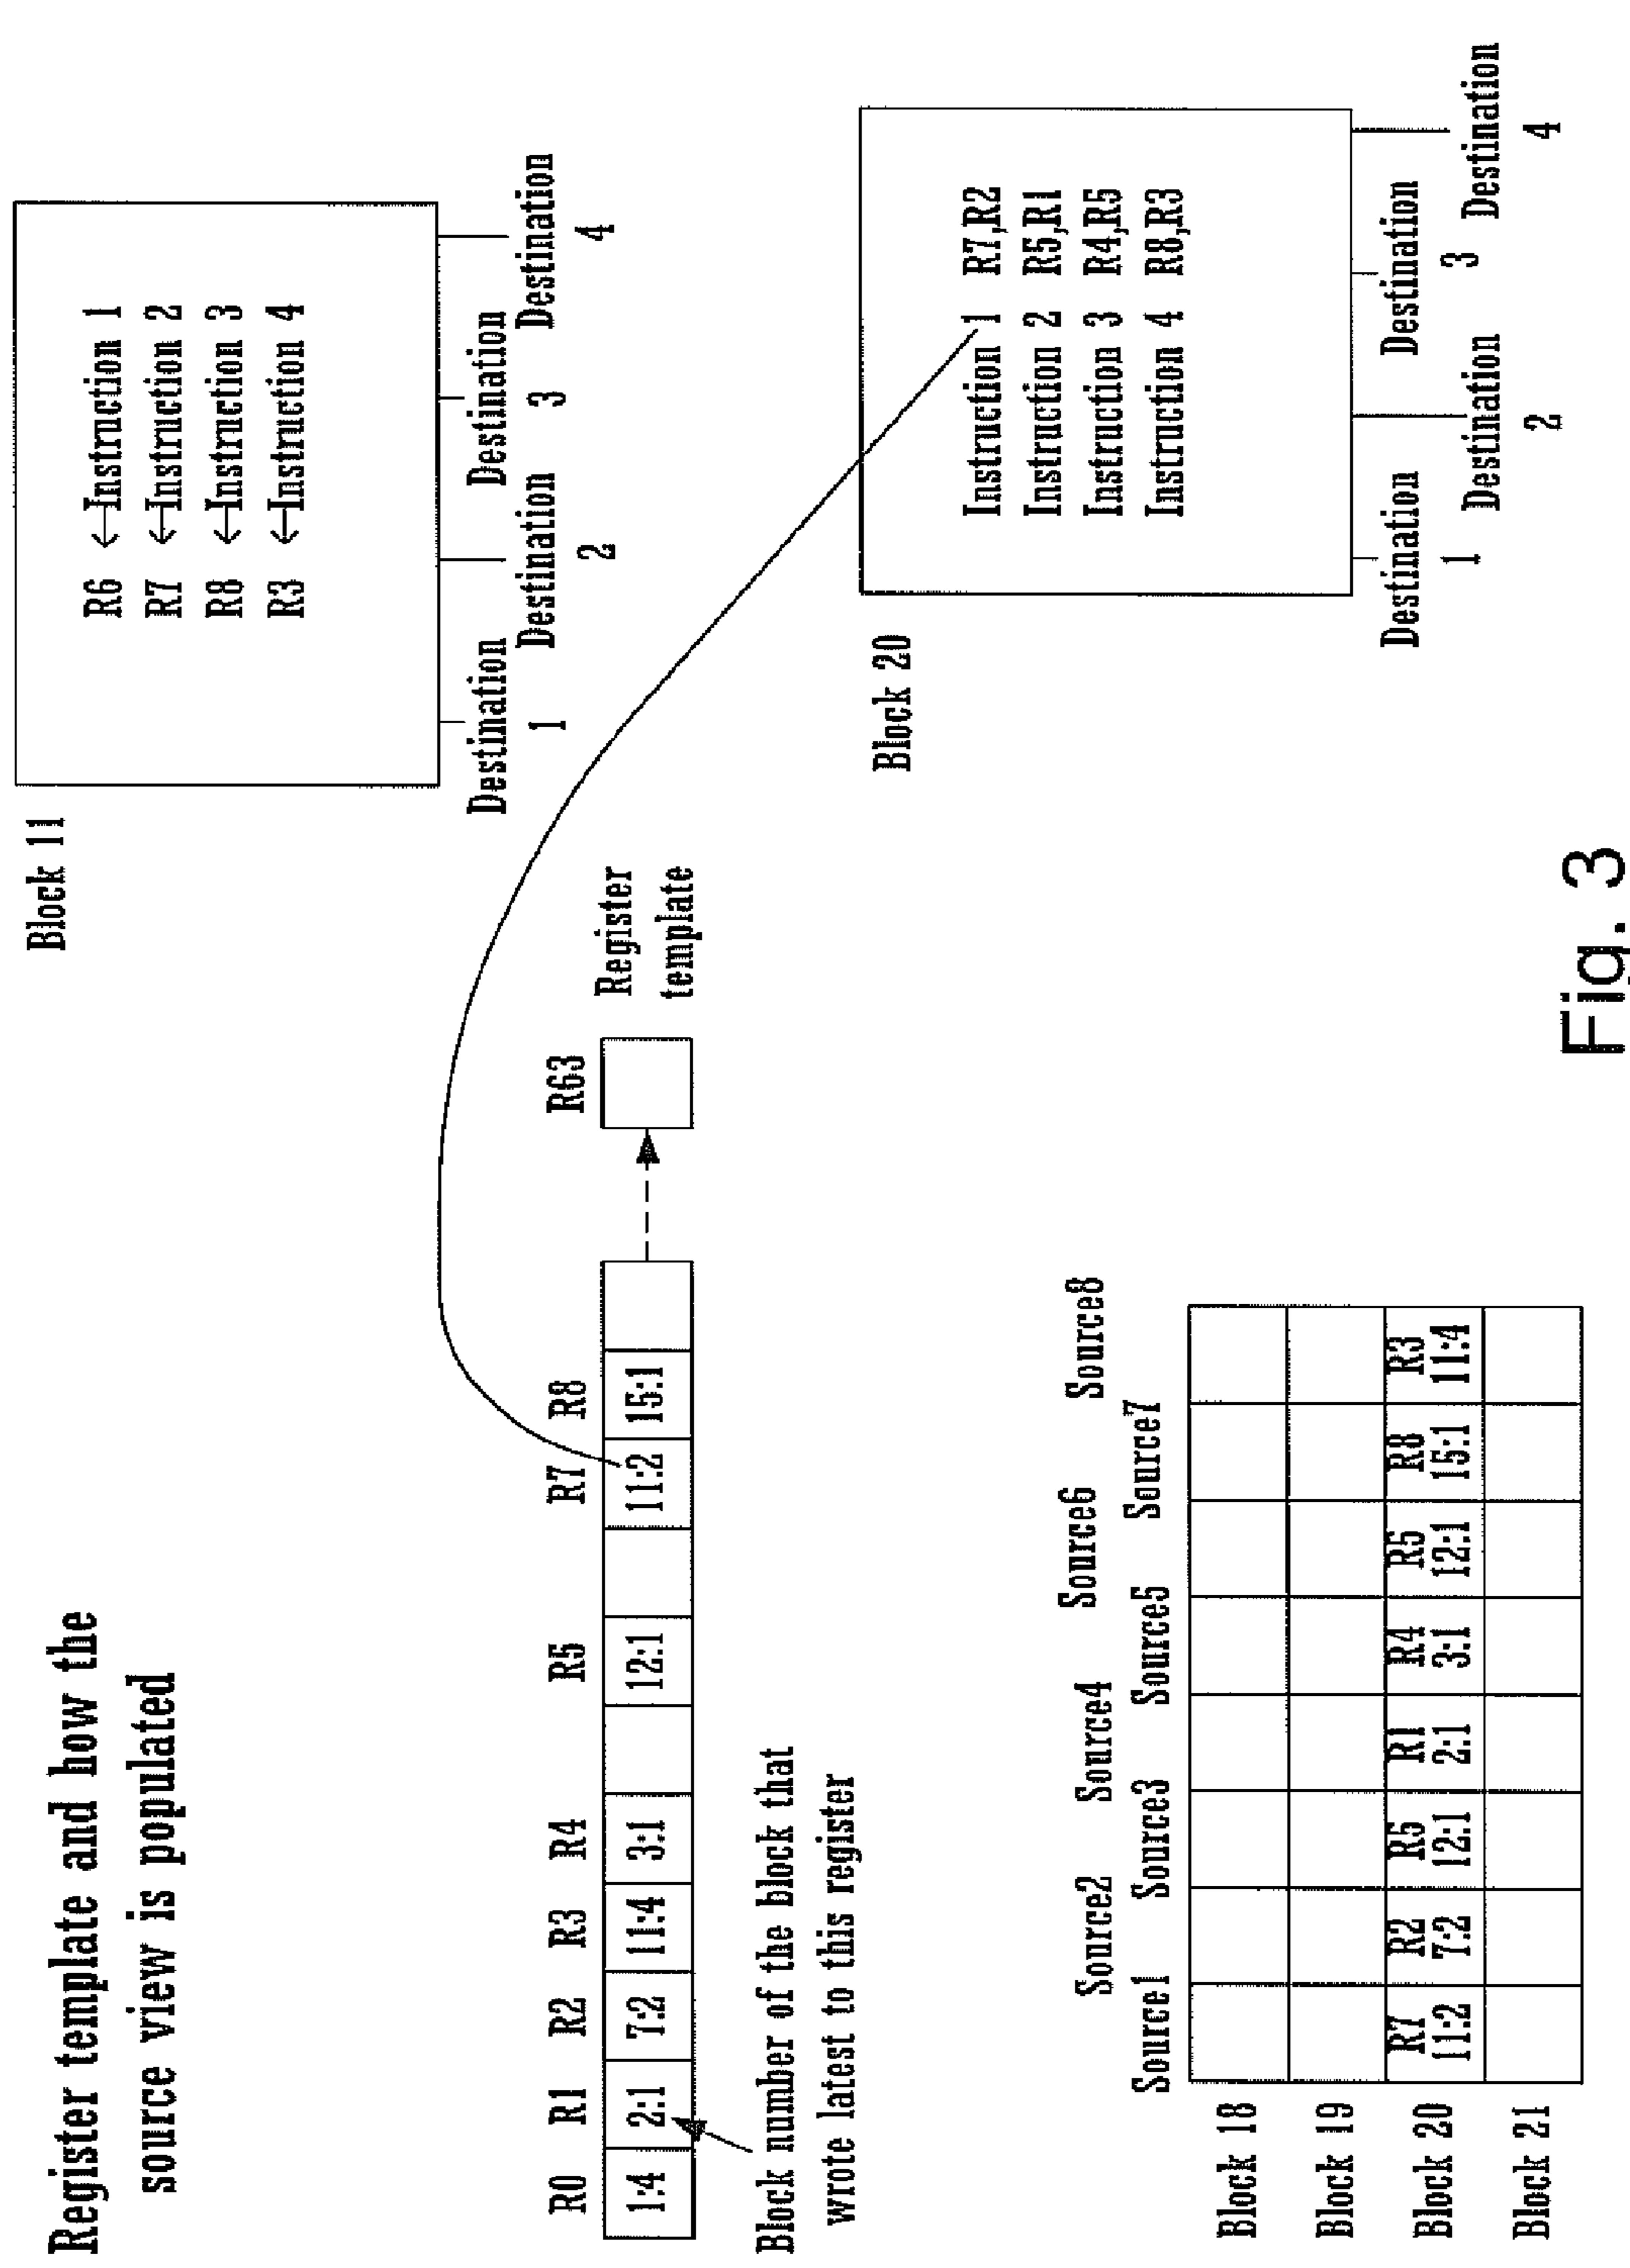 Register template and how the
source view is populated
Block 11
R6 ←Instruction 1
R7 ←Instruction 2
R8 ←Instruction 3
R3 ←Instruction 4
Destination
1
Destination
2
Destination
3
Destination
4
R0 R1 R2 R3 R4 R5 R7 R8 R63
1:4 2:1 7:2 11:4 3:1 12:1 11:2 15:1
Register
template
Block number of the block that
wrote latest to this register
Block 20
Instruction 1 R7,R2
Instruction 2 R5,R1
Instruction 3 R4,R5
Instruction 4 R8,R3
Destination
1
Destination
2
Destination
3
Destination
4
Source1 Source2 Source3 Source4 Source5 Source6 Source7 Source8
Block 18
Block 19
Block 20
R7 R2 R5 R1 R4 R5 R8 R3
11:2 7:2 12:1 2:1 3:1 12:1 15:1 11:4
Block 21
Fig. 3